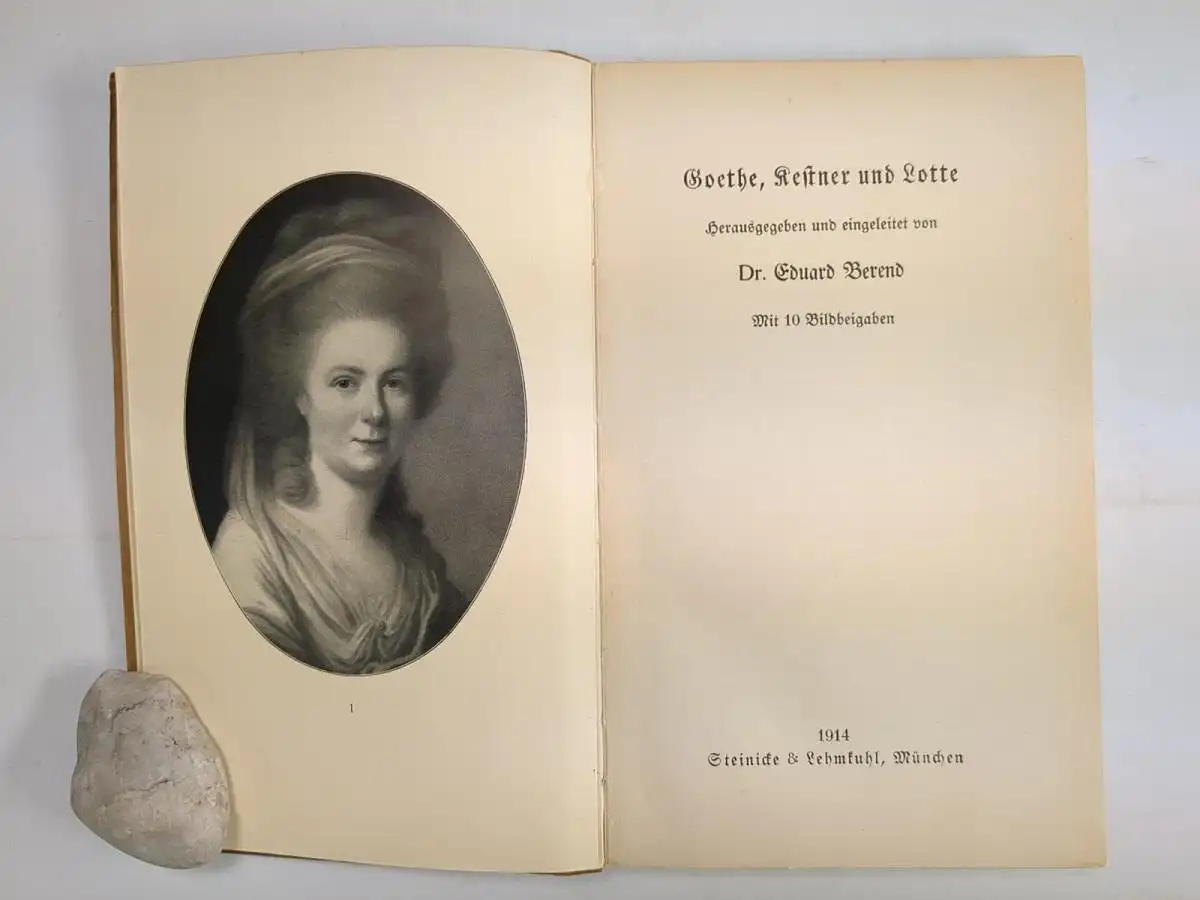 1
Goethe, Kestner und Lotte
Herausgegeben und eingeleitet von
Dr. Eduard Berend
Mit 10 Bildbeigaben
1914
Steinicke & Lehmkuhl, München